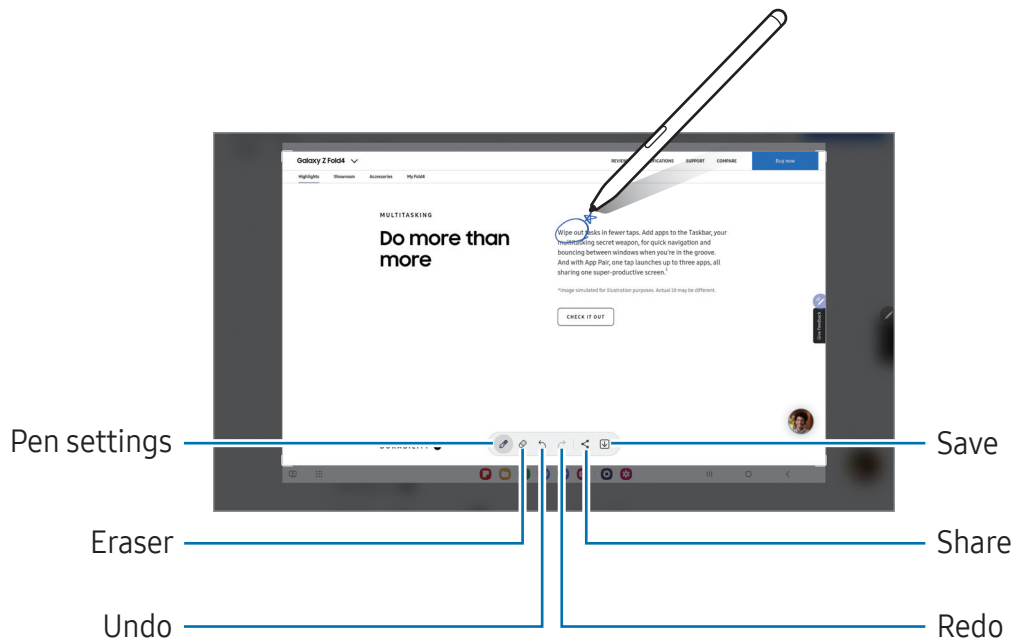 Galaxy Z Fold4
COMPARE
SUPPORT
Buy now
Highlights
Showroom
Accessories
My Fold4
MULTITASKING
Do more than
more
Wipe out tasks in fewer taps. Add apps to the Taskbar, your
multitasking secret weapon, for quick navigation and
bouncing between windows when you're in the groove.
And with App Pair, one tap launches up to three apps, all
sharing one super-productive screen.
*Image simulated for illustration purposes. Actual UI may be different.
CHECK IT OUT
Give Feedback
Pen settings
Save
Eraser
Share
Undo
Redo